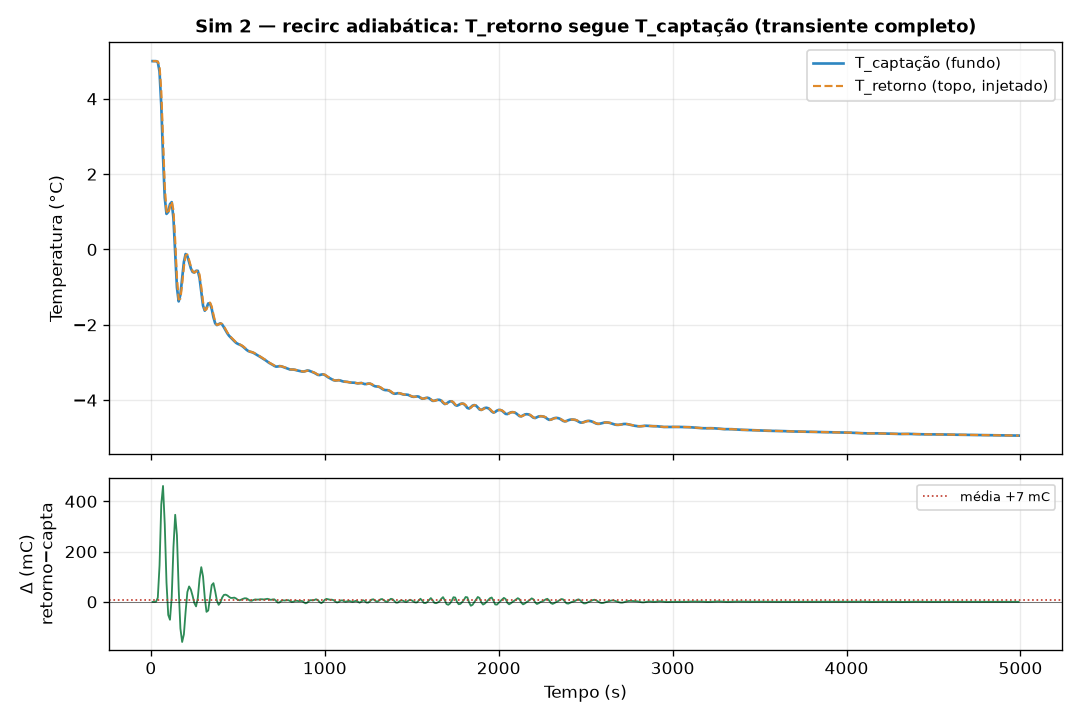 Sim 2 — recirc adiabática: T_retorno segue T_captação (transiente completo)
T_captação (fundo)
T_retorno (topo, injetado)
Temperatura (°C)
4
2
0
−2
−4
média +7 mC
Δ (mC)
retorno−capta
400
200
0
0
1000
2000
3000
4000
5000
Tempo (s)